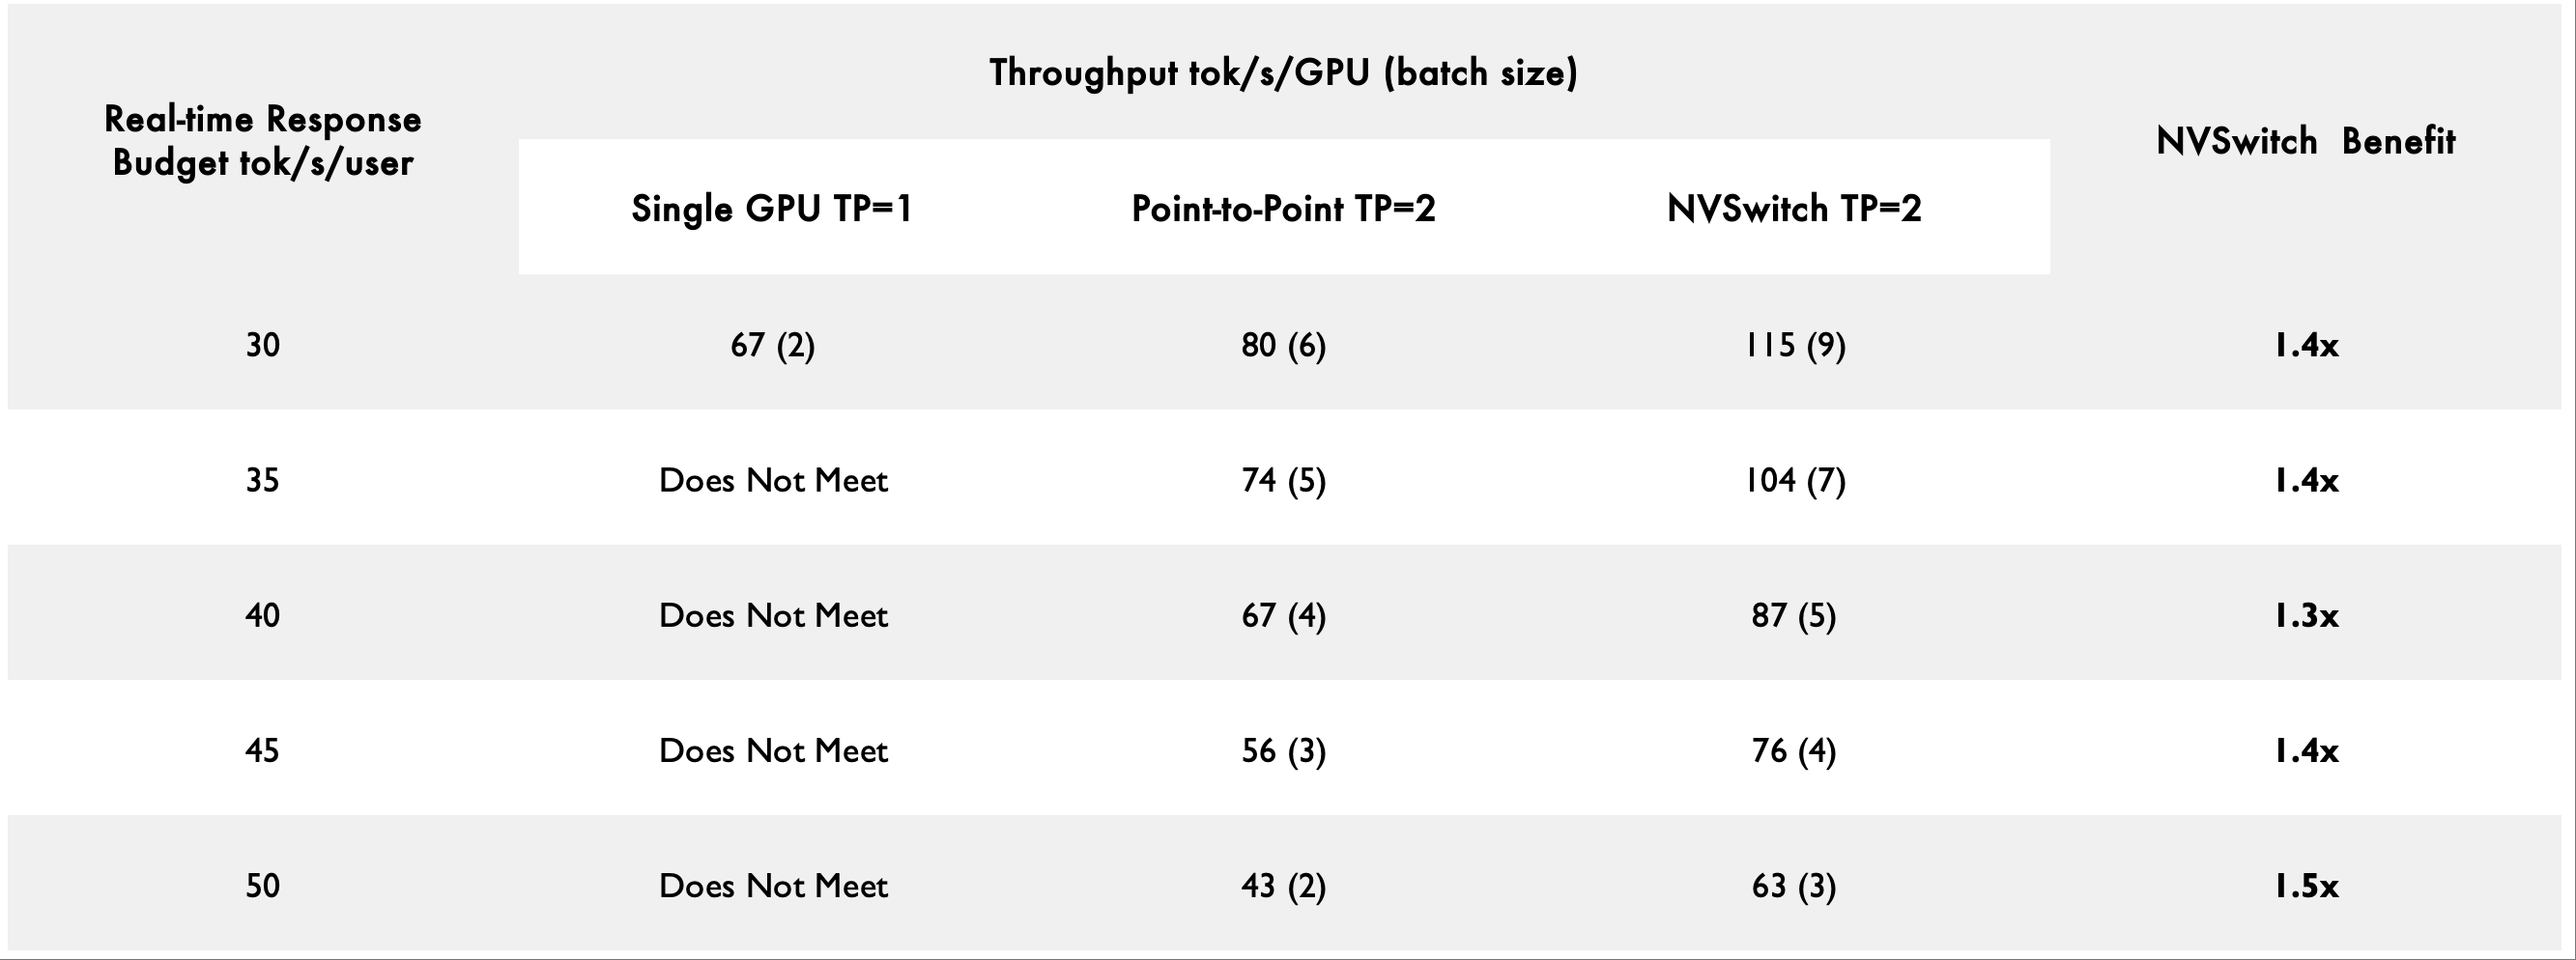 Throughput tok/s/GPU (batch size)
Real-time Response
Budget tok/s/user
NVSwitch Benefit
Single GPU TP=1 Point-to-Point TP=2 NVSwitch TP=2
30 67 (2) 80 (6) 115 (9) 1.4x
35 Does Not Meet 74 (5) 104 (7) 1.4x
40 Does Not Meet 67 (4) 87 (5) 1.3x
45 Does Not Meet 56 (3) 76 (4) 1.4x
50 Does Not Meet 43 (2) 63 (3) 1.5x